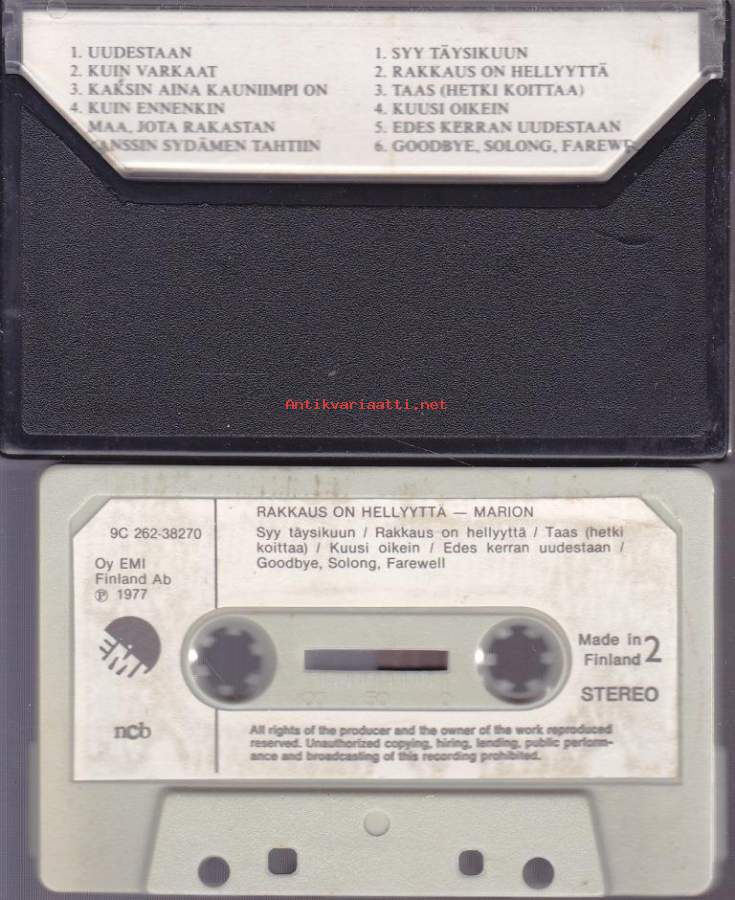 1. UUDESTAAN
2. KUIN VARKAAT
3. KAKSIN AINA KAUNIIMPI ON
4. KUIN ENNENKIN
MAA, JOTA RAKASTAN
SYDÄMEN TAHTIIN
1. SYY TÄYSIKUUN
2. RAKKAUS ON HELLYYTTÄ
3. TAAS (HETKI KOITTAA)
4. KUUSI OIKEIN
5. EDES KERRAN UUDESTAAN
6. GOODBYE, SOLONG,
Antikvariaatti.net
9C 262-38270
Oy EMI
Finland Ab
℗ 1977
EMI
ncb
RAKKAUS ON HELLYYTTÄ — MARION
Syy täysikuun / Rakkaus on hellyyttä / Taas (hetki
koittaa) / Kuusi oikein / Edes kerran uudestaan /
Goodbye, Solong, Farewell
Made in
Finland 2
STEREO
All rights of the producer and the owner of the work reproduced
reserved. Unauthorized copying, hiring, lending, public perform-
ance and broadcasting of this recording prohibited.